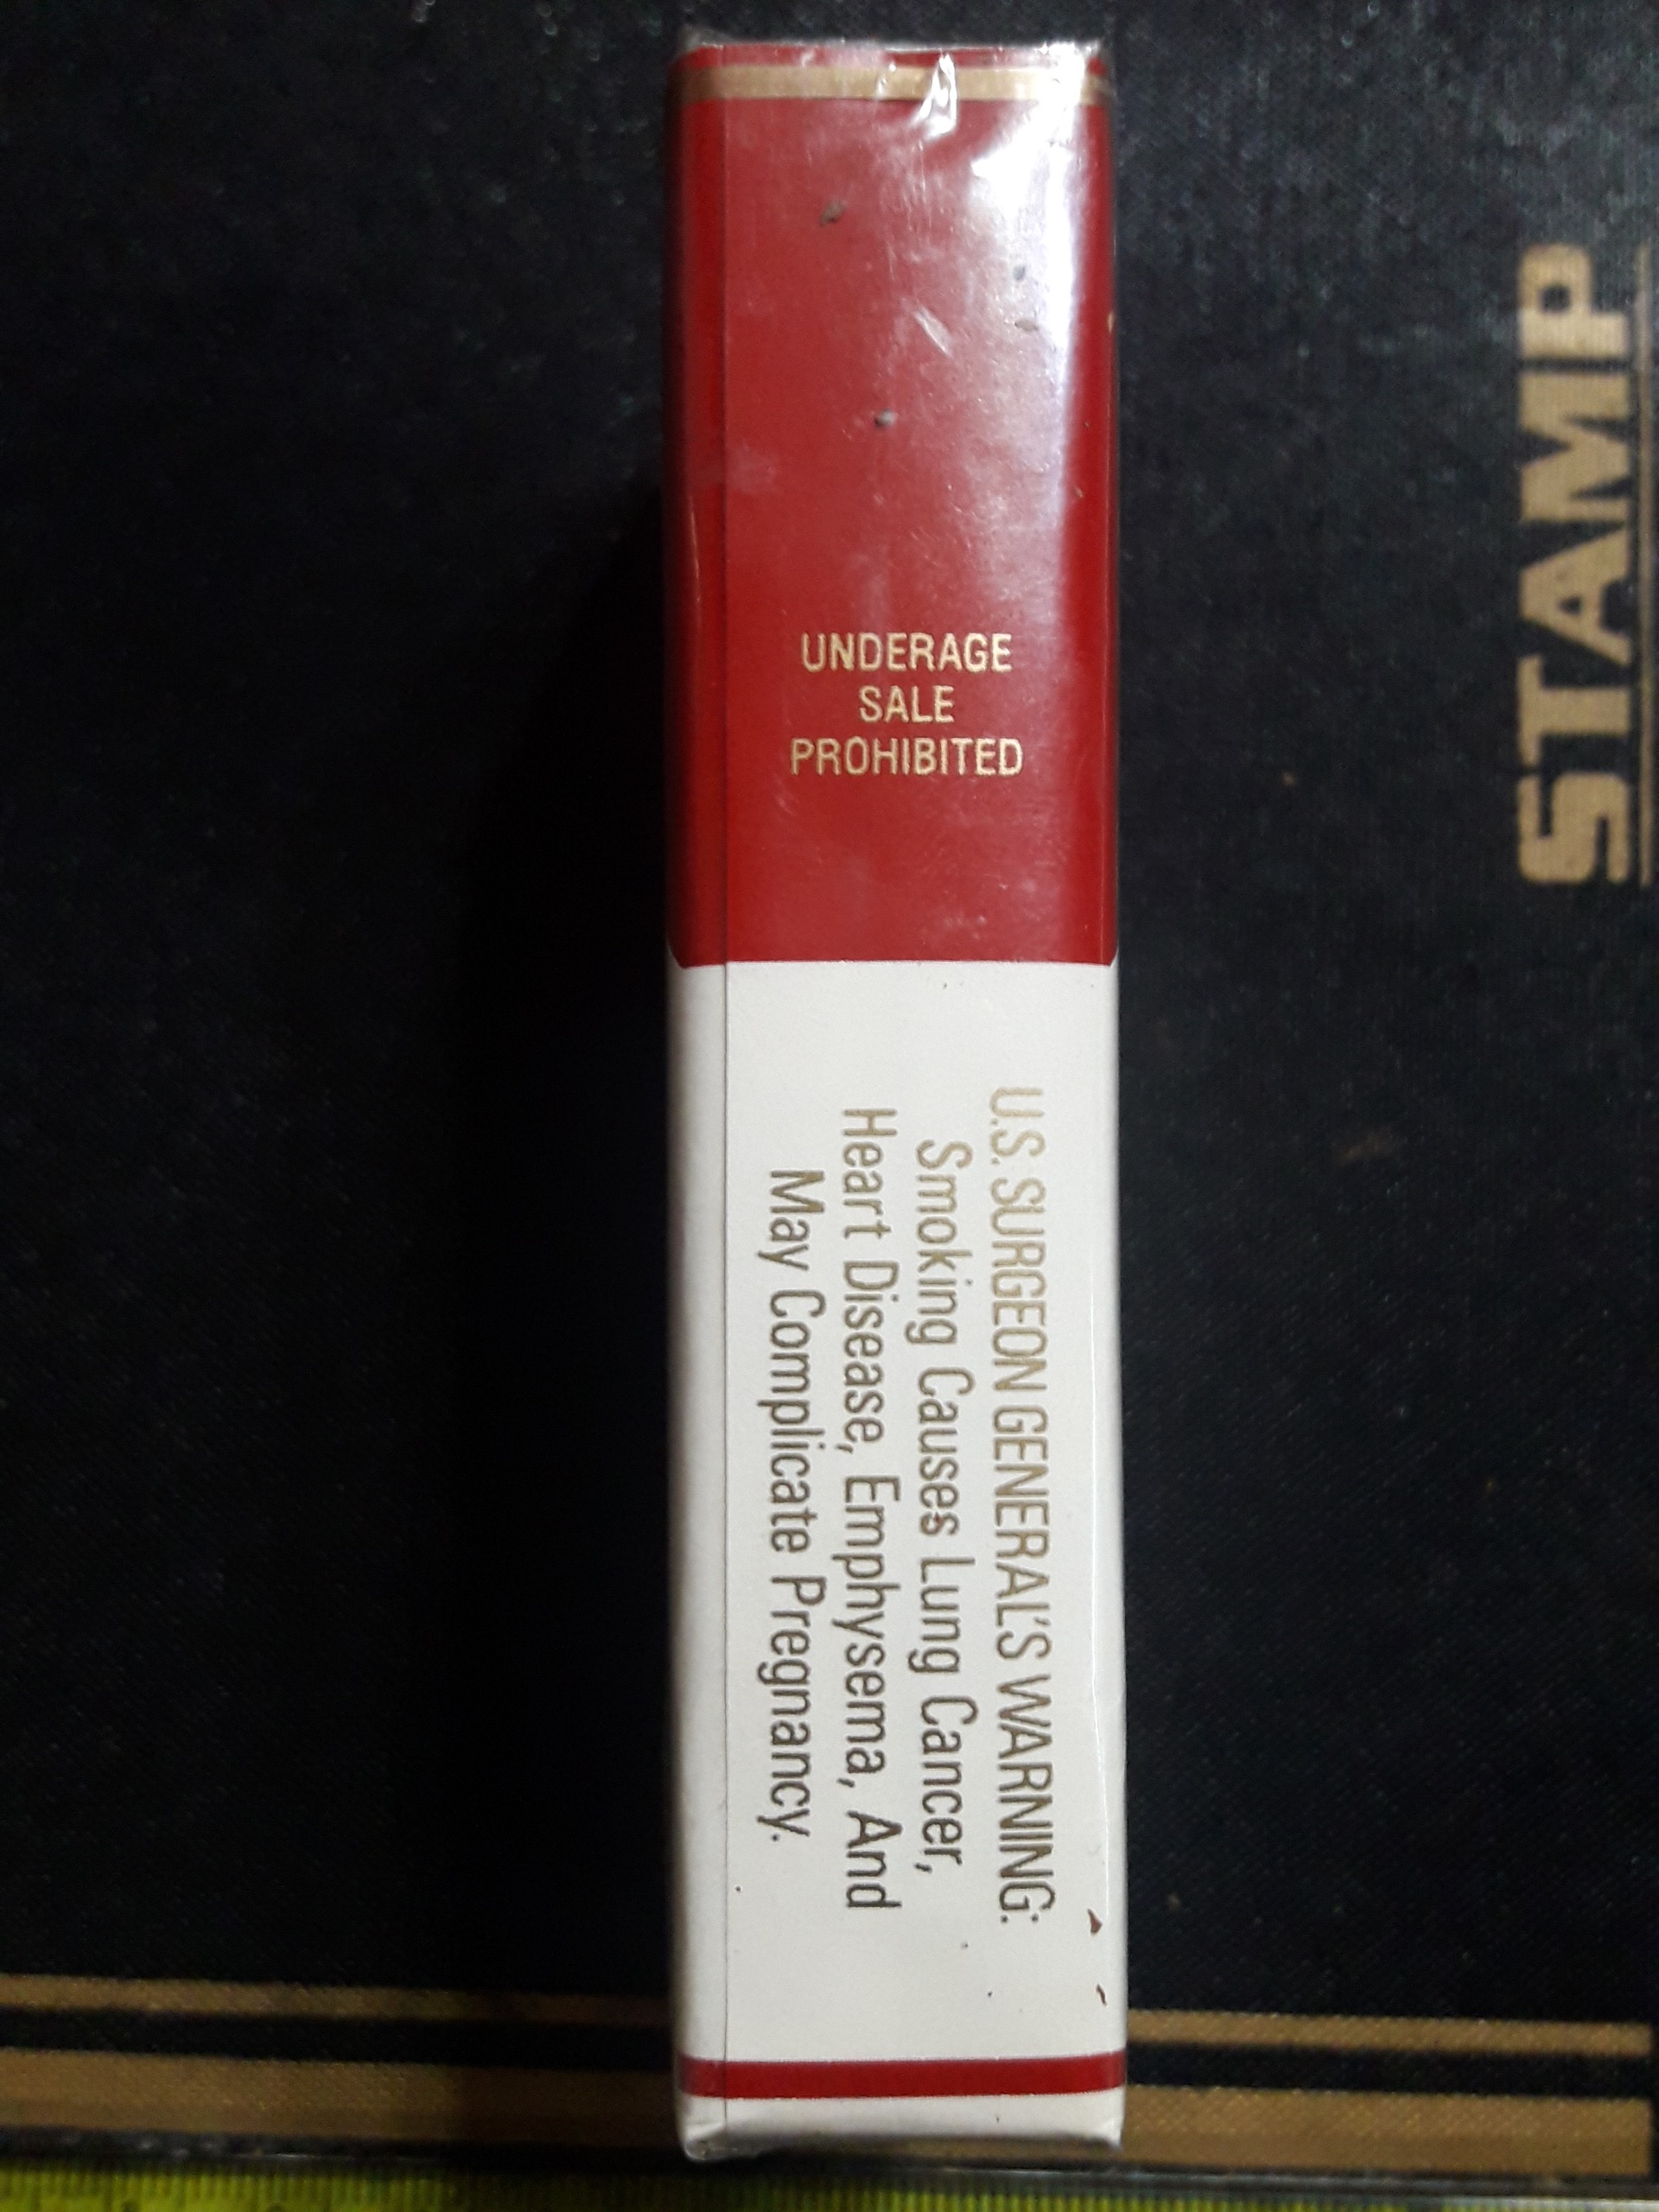 UNDERAGE
SALE
PROHIBITED
U.S. SURGEON GENERAL'S WARNING:
Smoking Causes Lung Cancer,
Heart Disease, Emphysema, And
May Complicate Pregnancy.
STAMP